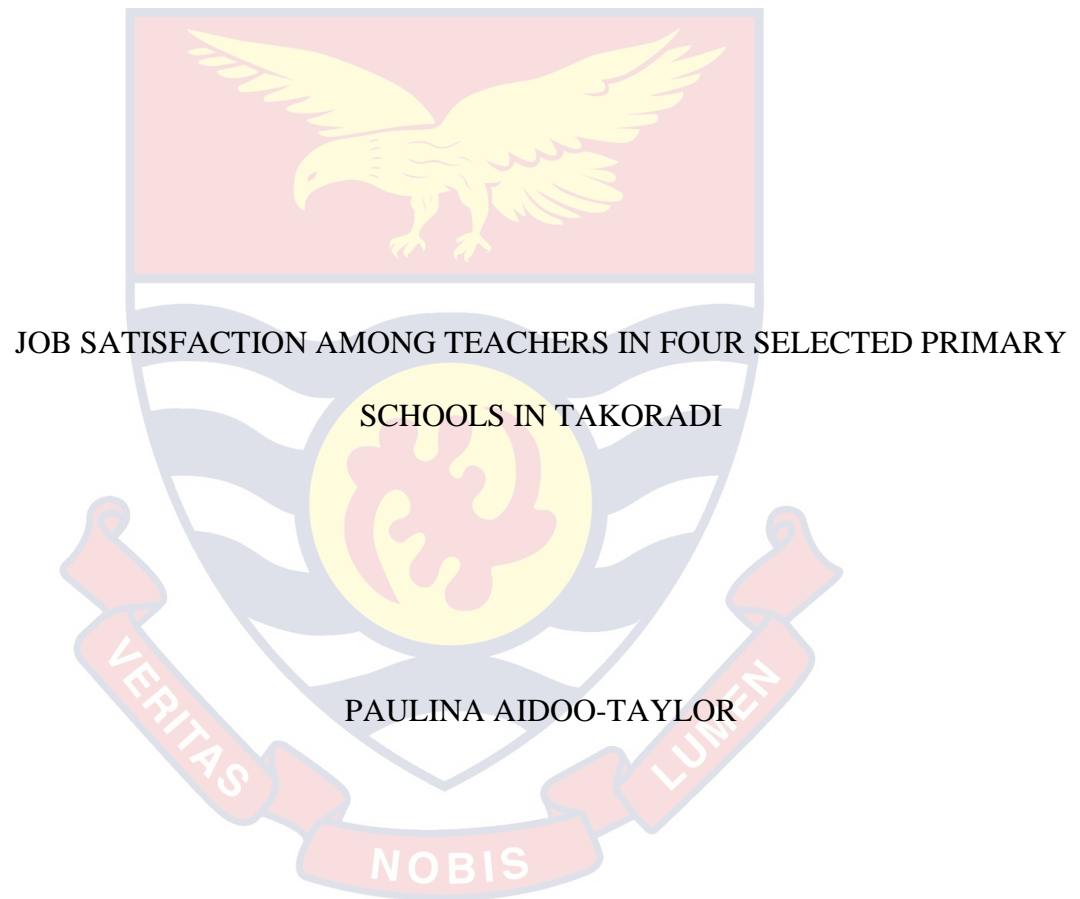 JOB SATISFACTION AMONG TEACHERS IN FOUR SELECTED PRIMARY
SCHOOLS IN TAKORADI
PAULINA AIDOO-TAYLOR
VERITAS
NOBIS
LUMEN